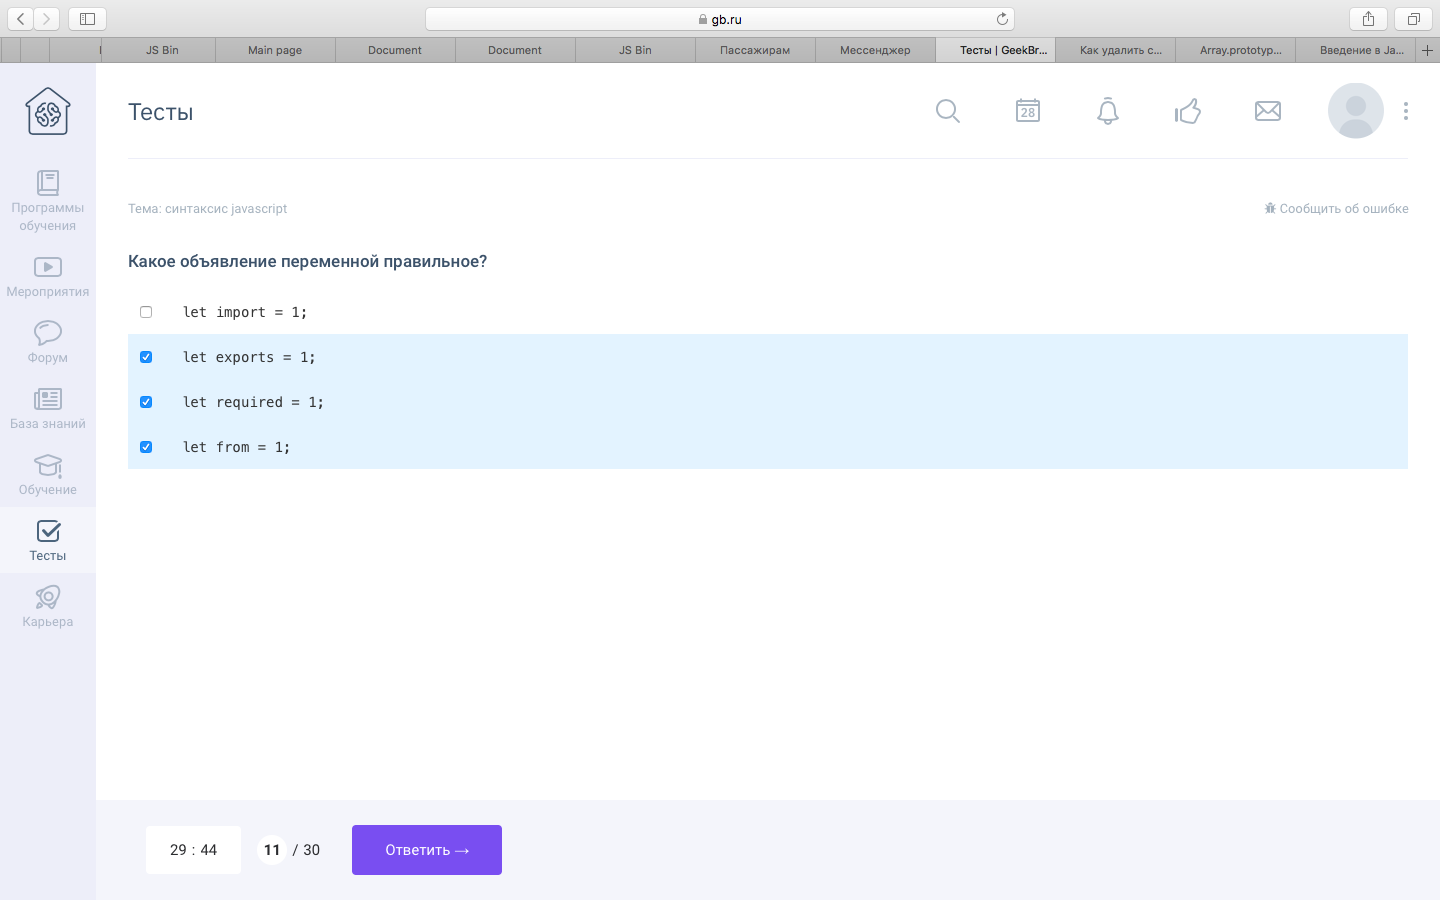 gb.ru
JS Bin
Main page
Document
Document
JS Bin
Пассажирам
Мессенджер
Тесты | GeekBr...
Как удалить с...
Array.prototyp...
Введение в Ja...
Тесты
28
Программы
обучения
Мероприятия
Форум
База знаний
Обучение
Тесты
Карьера
Тема: синтаксис javascript
Сообщить об ошибке
Какое объявление переменной правильное?
let import = 1;
let exports = 1;
let required = 1;
let from = 1;
29 : 44
11 / 30
Ответить →